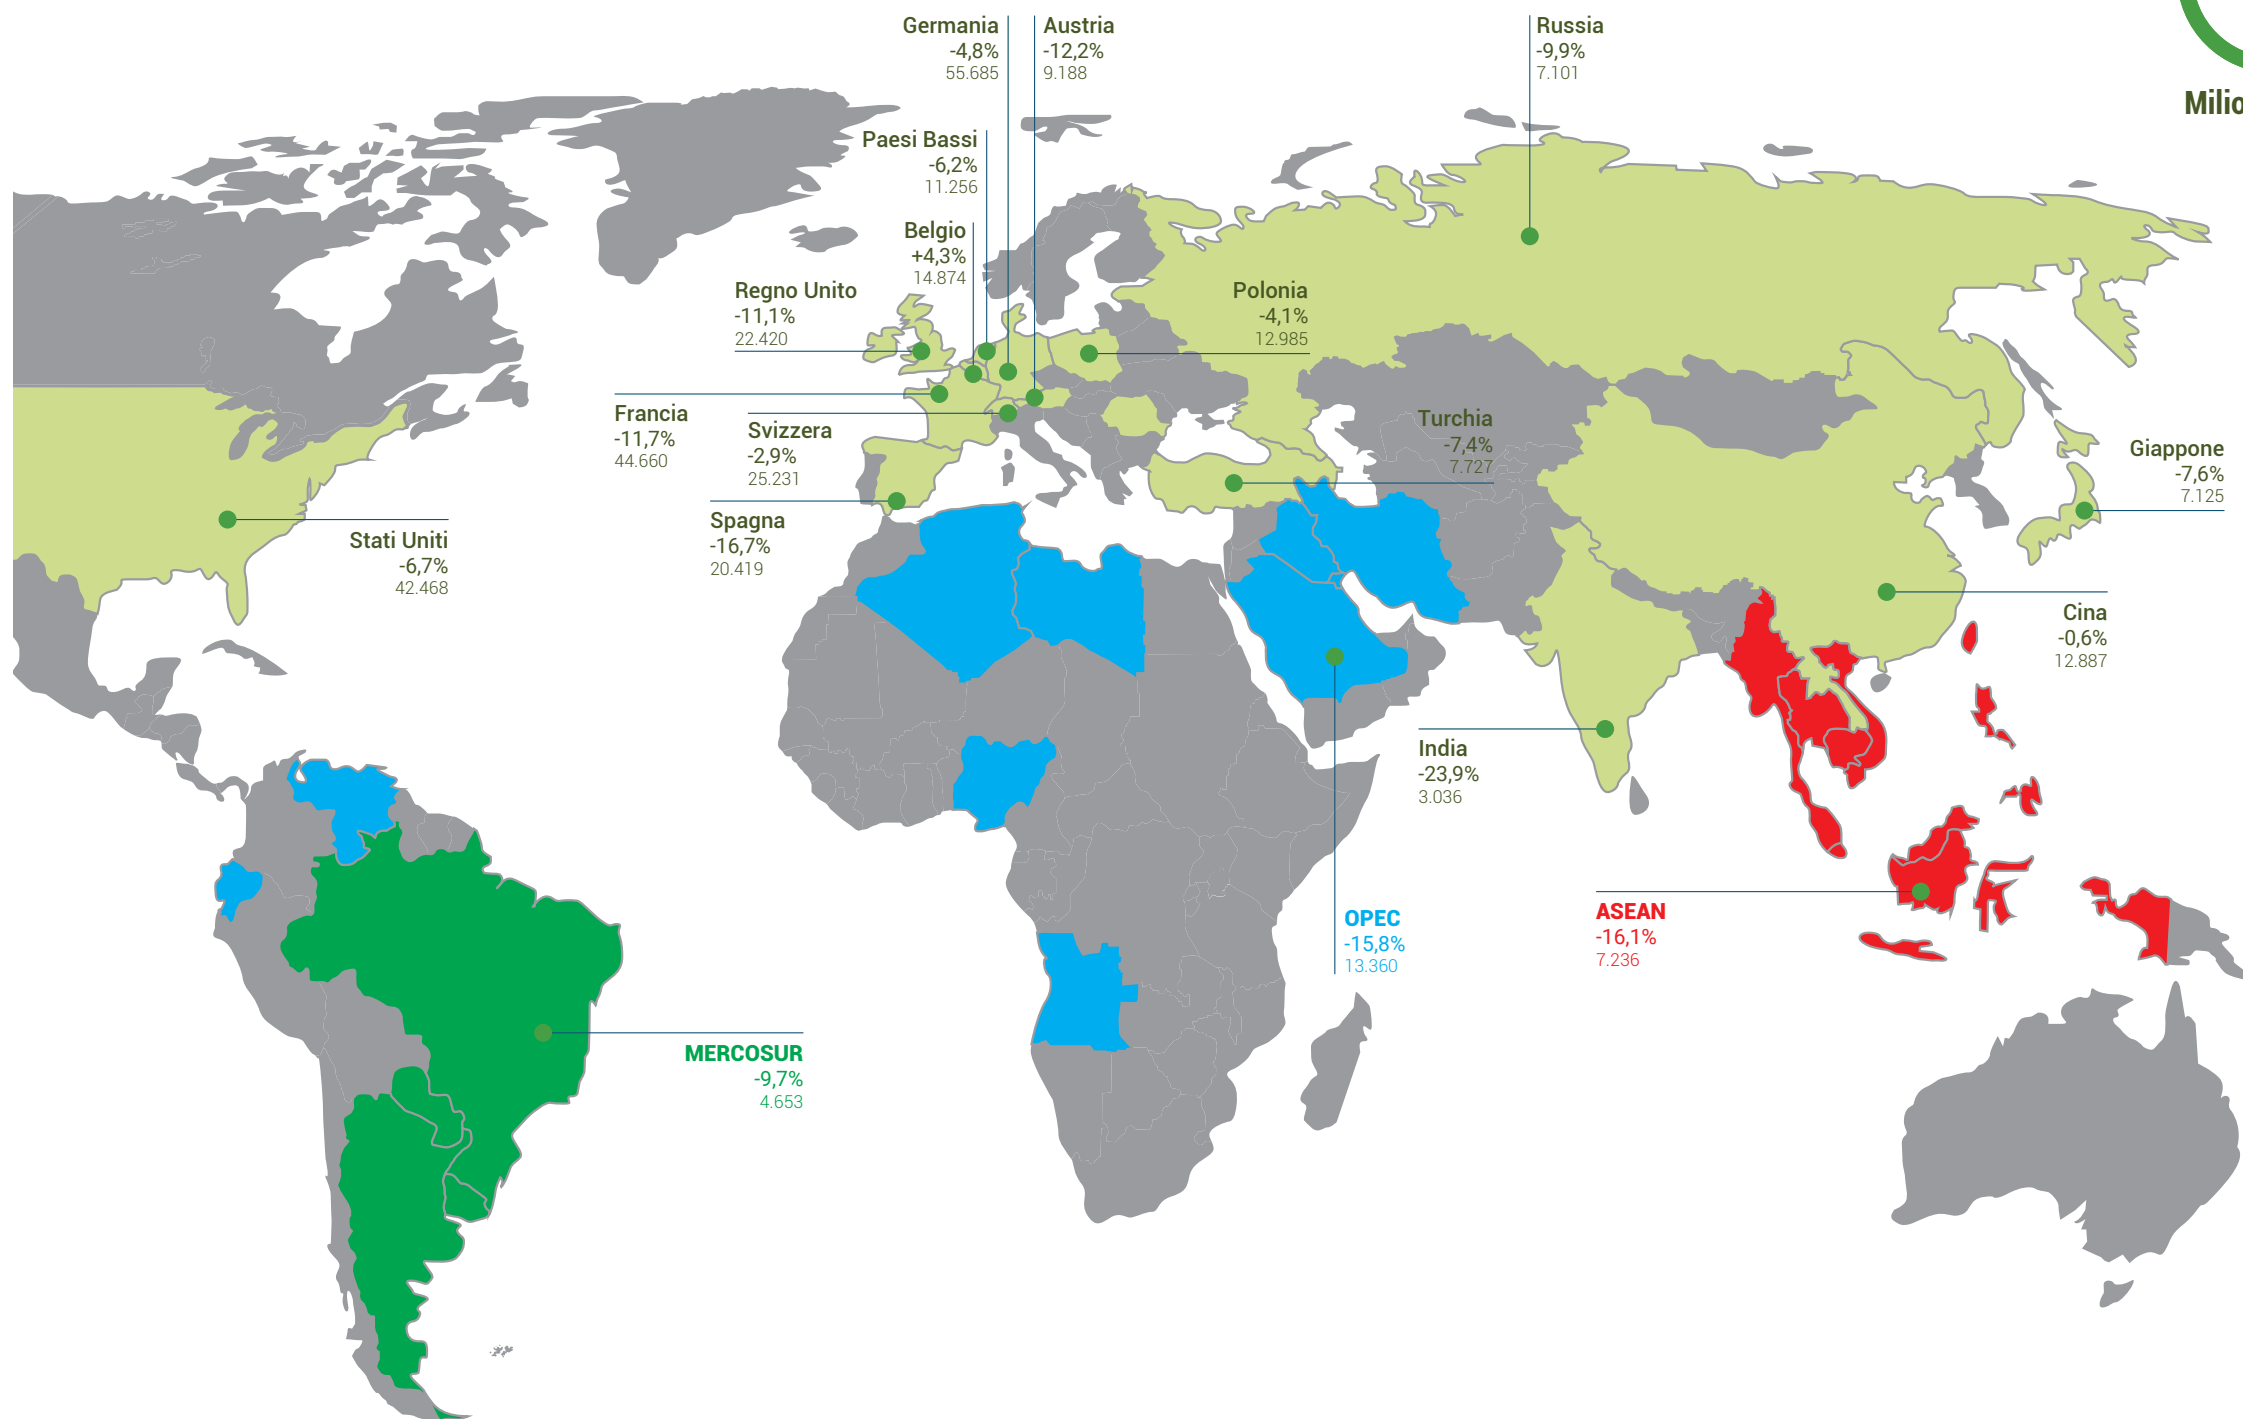 Germania
-4,8%
55.685
Austria
-12,2%
9.188
Russia
-9,9%
7.101
Paesi Bassi
-6,2%
11.256
Belgio
+4,3%
14.874
Regno Unito
-11,1%
22.420
Polonia
-4,1%
12.985
Francia
-11,7%
44.660
Svizzera
-2,9%
25.231
Turchia
-7,4%
7.727
Giappone
-7,6%
7.125
Spagna
-16,7%
20.419
Stati Uniti
-6,7%
42.468
Cina
-0,6%
12.887
India
-23,9%
3.036
OPEC
-15,8%
13.360
ASEAN
-16,1%
7.236
MERCOSUR
-9,7%
4.653